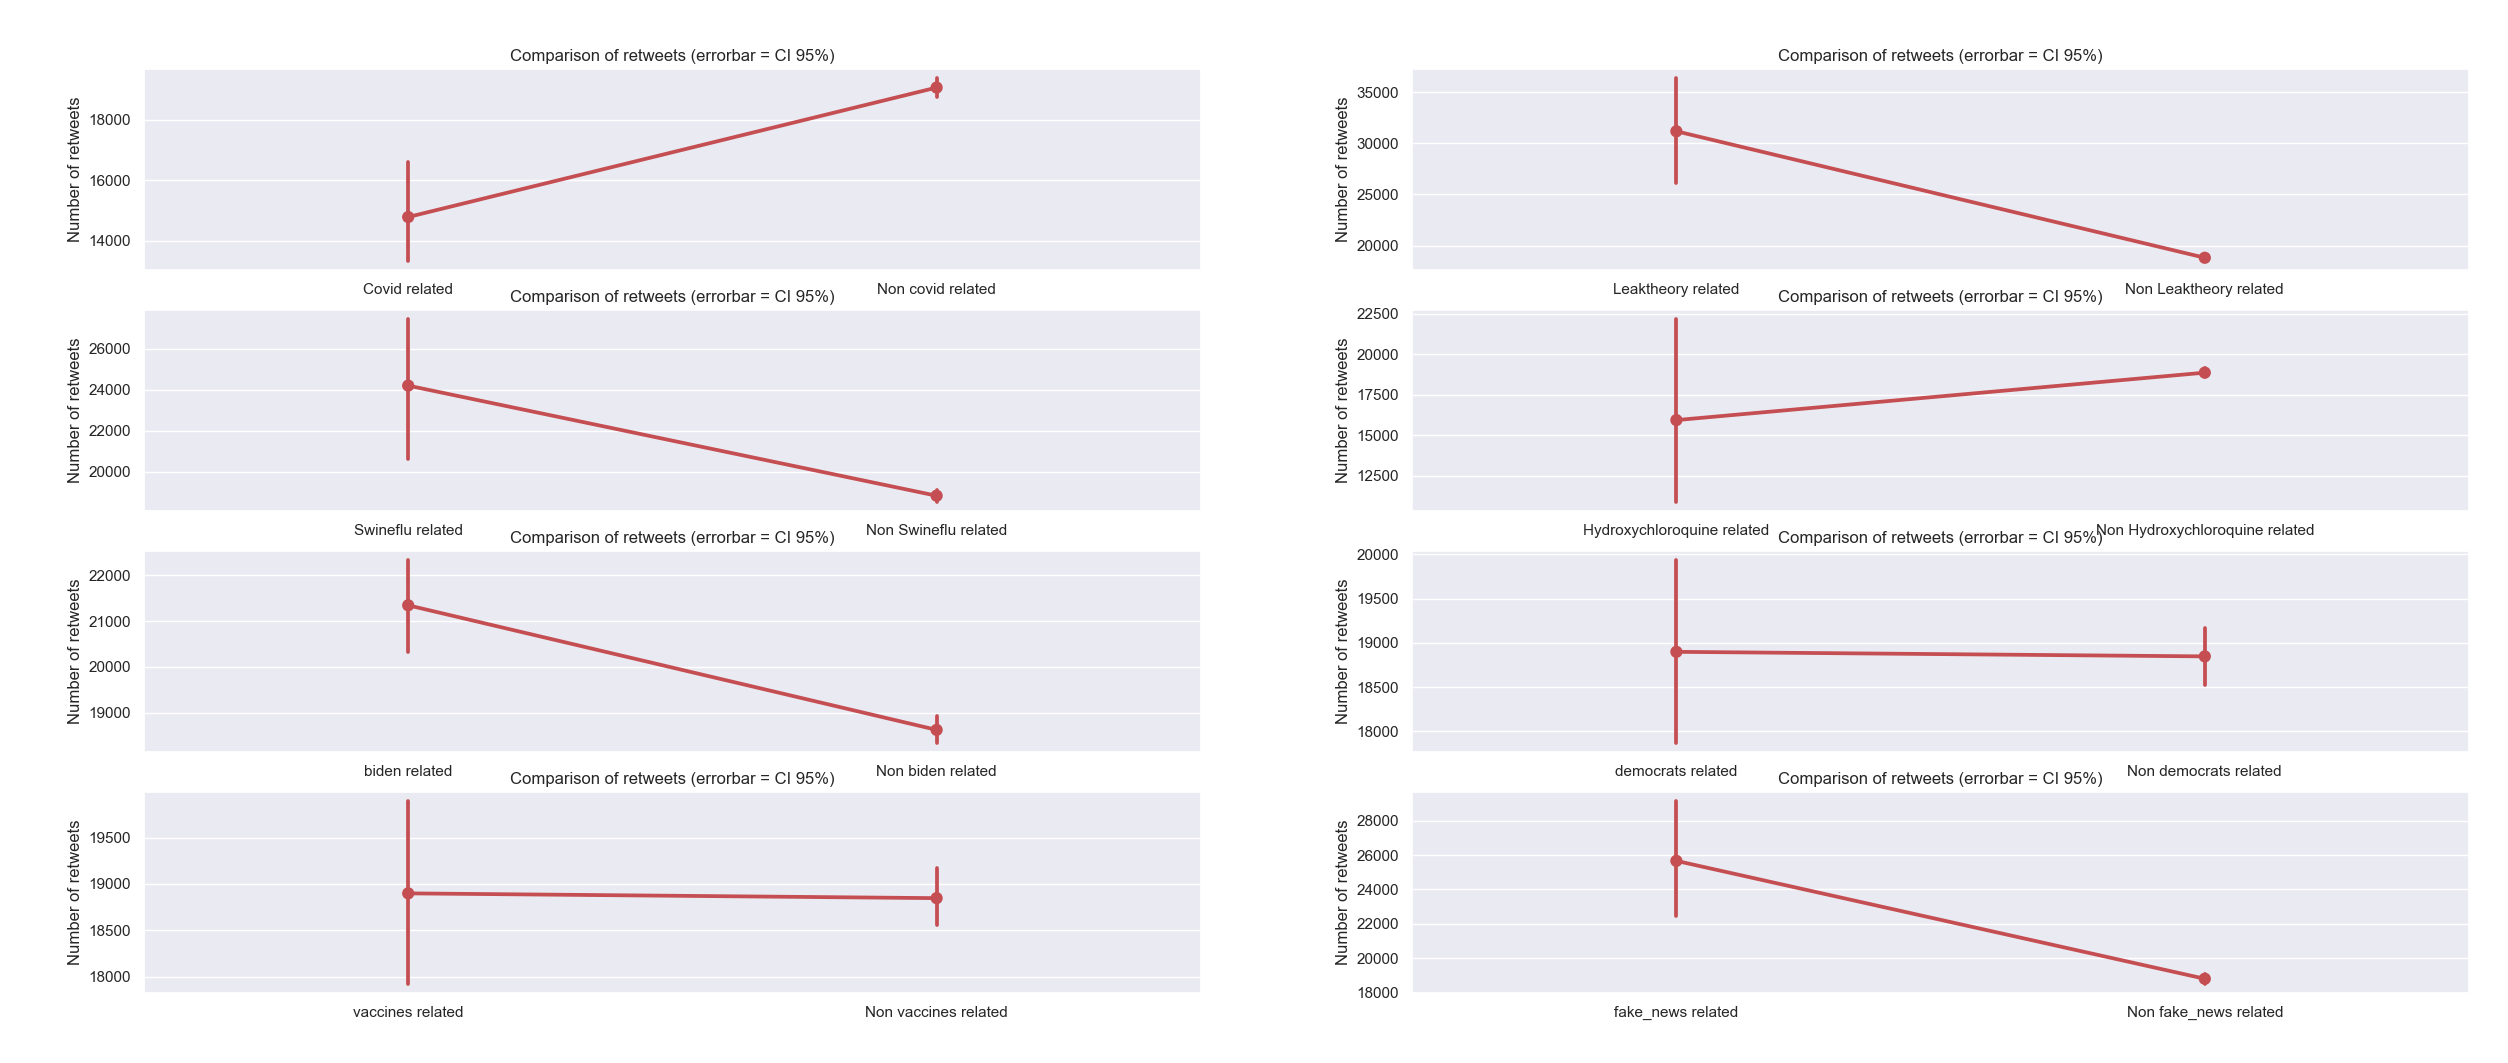 Comparison of retweets (errorbar = CI 95%)
Number of retweets
18000
16000
14000
Covid related
Non covid related
Comparison of retweets (errorbar = CI 95%)
Number of retweets
35000
30000
25000
20000
Leaktheory related
Non Leaktheory related
Comparison of retweets (errorbar = CI 95%)
Number of retweets
26000
24000
22000
20000
Swineflu related
Non Swineflu related
Comparison of retweets (errorbar = CI 95%)
Number of retweets
22500
20000
17500
15000
12500
Hydroxychloroquine related
Non Hydroxychloroquine related
Comparison of retweets (errorbar = CI 95%)
Number of retweets
22000
21000
20000
19000
biden related
Non biden related
Comparison of retweets (errorbar = CI 95%)
Number of retweets
20000
19500
19000
18500
18000
democrats related
Non democrats related
Comparison of retweets (errorbar = CI 95%)
Number of retweets
19500
19000
18500
18000
vaccines related
Non vaccines related
Comparison of retweets (errorbar = CI 95%)
Number of retweets
28000
26000
24000
22000
20000
18000
fake_news related
Non fake_news related